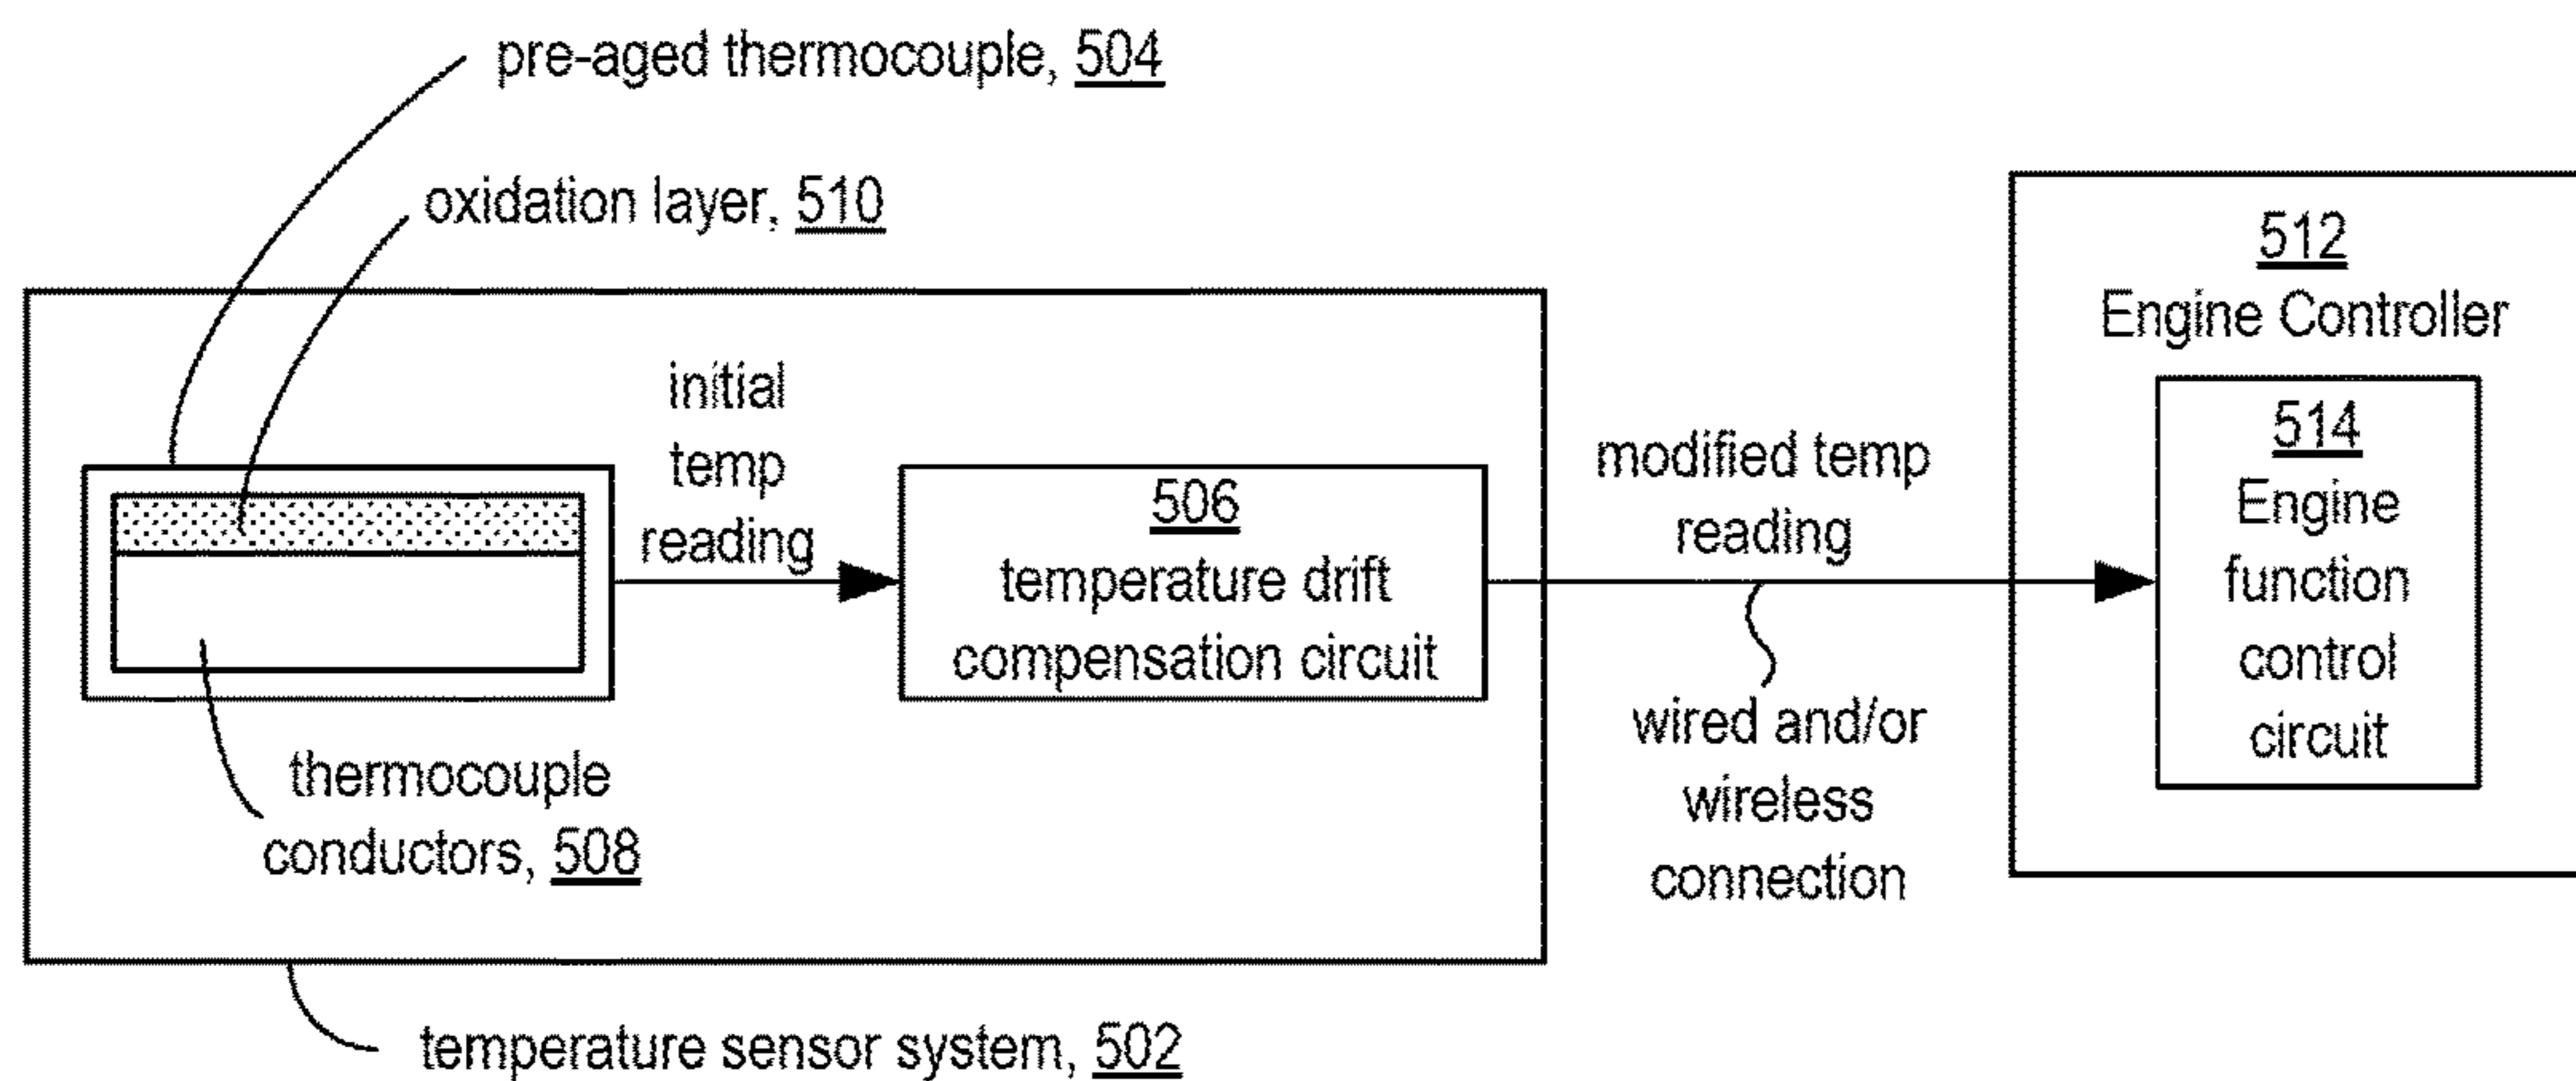 pre-aged thermocouple, 504
oxidation layer, 510
initial
temp
reading
506
temperature drift
compensation circuit
thermocouple
conductors, 508
temperature sensor system, 502
modified temp
reading
wired and/or
wireless
connection
512
Engine Controller
514
Engine
function
control
circuit